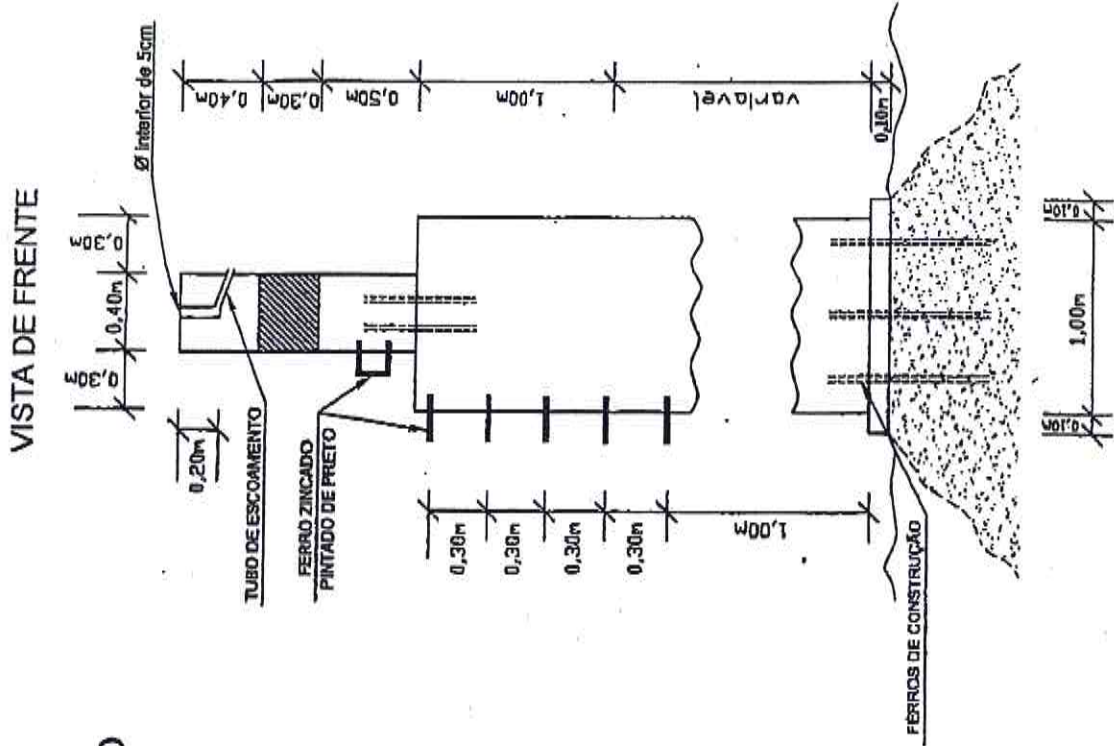 VISTA DE FRENTE
0,30m
0,40m
0,30m
Ø interior de 5cm
0,20m
0,40m
0,30m
0,50m
1,00m
variavel
0,10m
TUBO DE ESCOAMENTO
FERRO ZINCADO
PINTADO DE PRETO
0,30m
0,30m
0,30m
0,30m
1,00m
FERROS DE CONSTRUÇÃO
0,10m
1,00m
0,10m
O